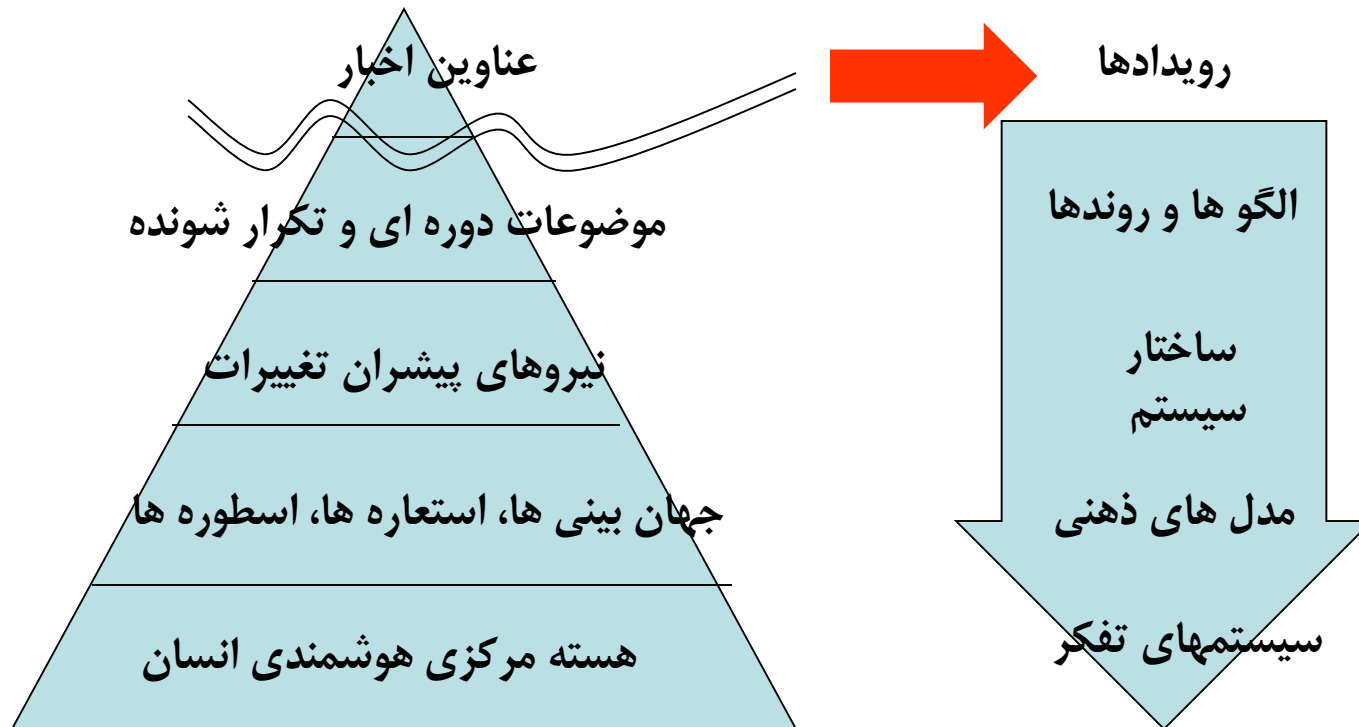 عناوین اخبار
رویدادها
موضوعات دوره ای و تکرار شونده
الگو ها و روندها
نیروهای پیشران تغییرات
ساختار
سیستم
جهان بینی ها، استعاره ها، اسطوره ها
مدل های ذهنی
هسته مرکزی هوشمندی انسان
سیستمهای تفکر